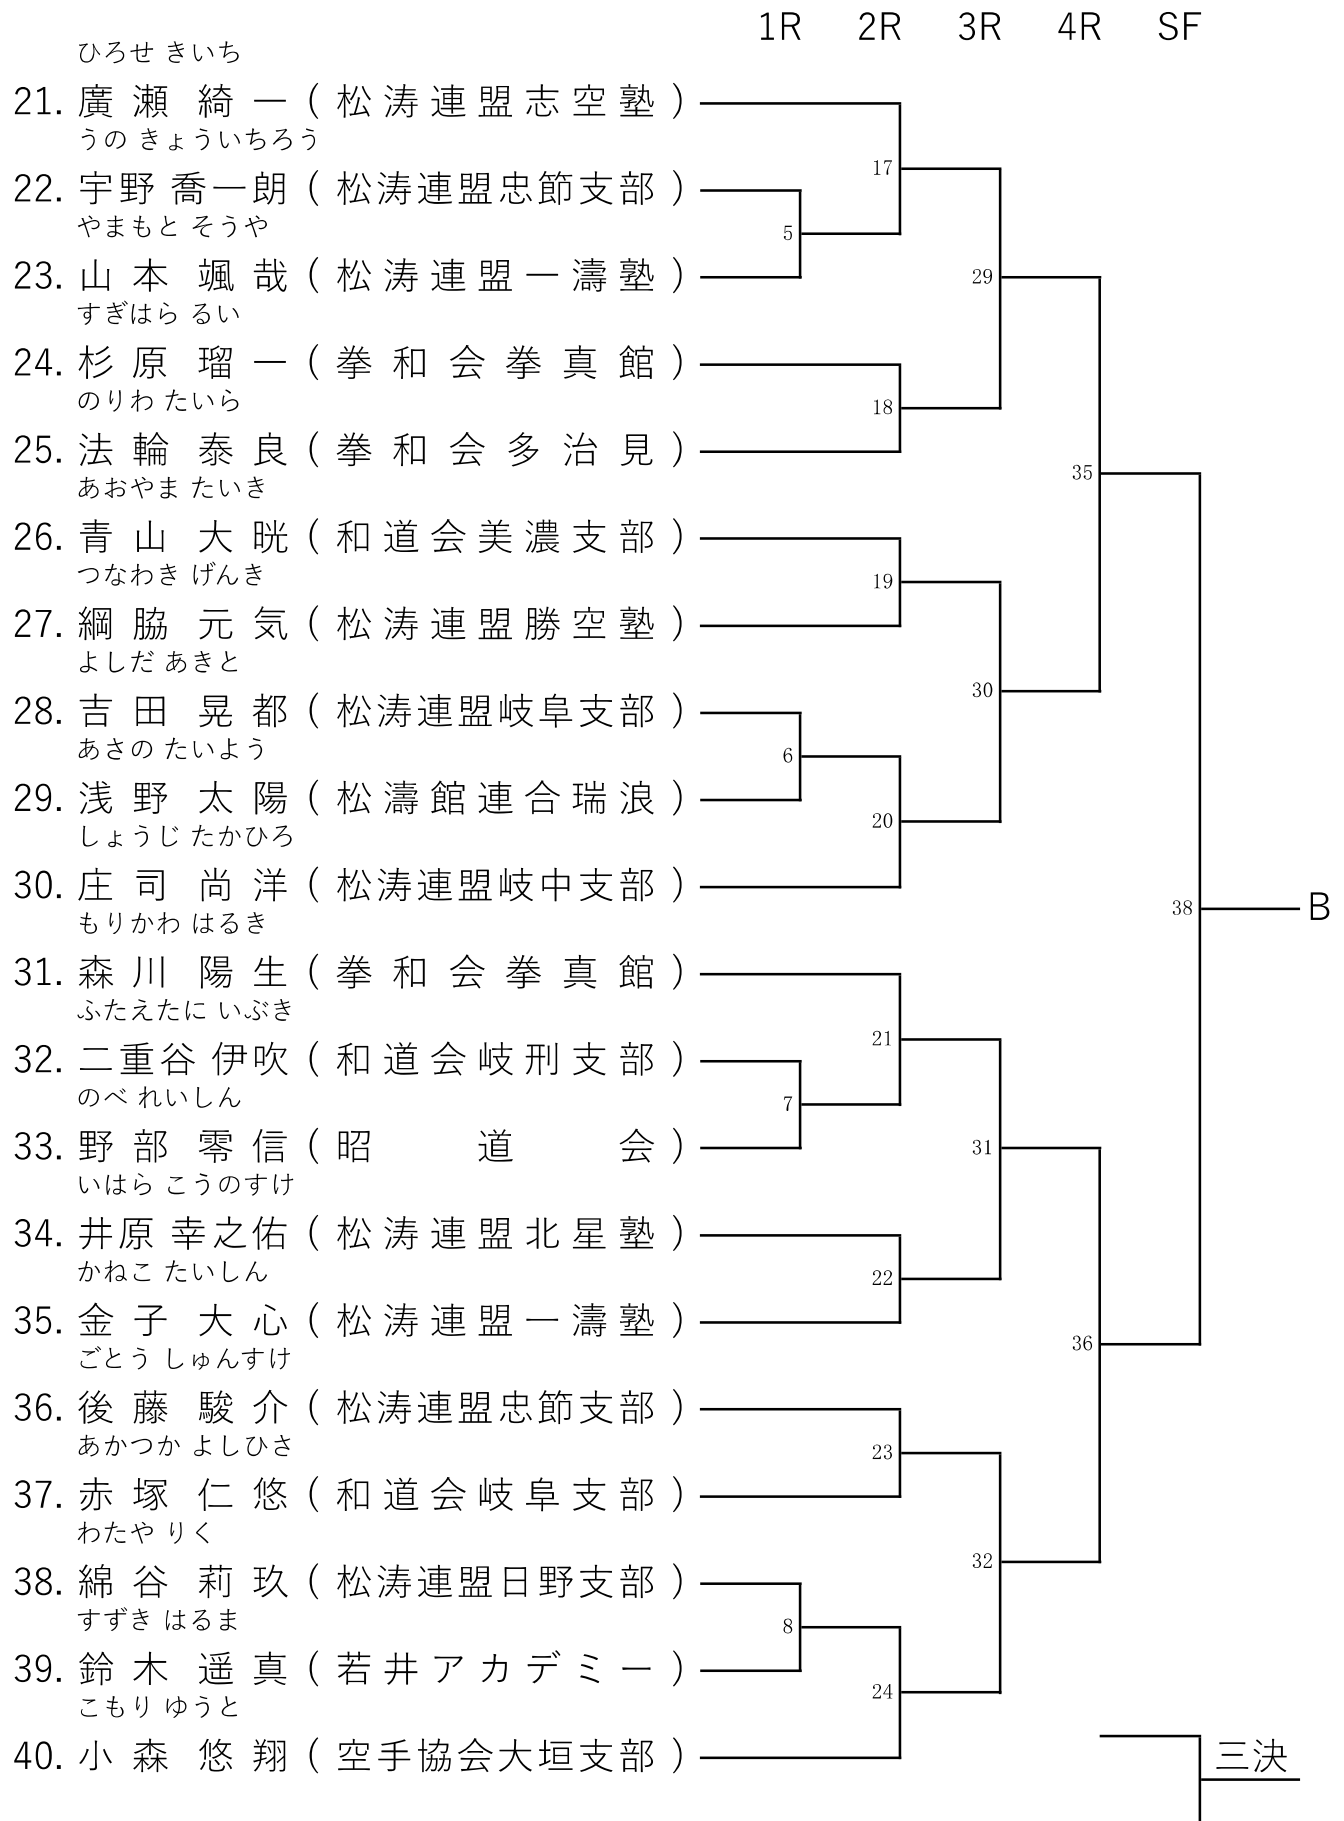 1R 2R 3R 4R SF
ひろせ きいち
21. 廣瀬 綺一 (松涛連盟志空塾)
うの きょういちろう
17
22. 宇野 喬一朗 (松涛連盟忠節支部)
やまもと そうや
5
23. 山本 颯哉 (松涛連盟一濤塾)
29
すぎはら るい
24. 杉原 瑠一 (拳和会拳真館)
のりわ たいら
18
25. 法輪 泰良 (拳和会多治見)
35
あおやま たいき
26. 青山 大晄 (和道会美濃支部)
つなわき げんき
19
27. 綱脇 元気 (松涛連盟勝空塾)
よしだ あきと
30
28. 吉田 晃都 (松涛連盟岐阜支部)
あさの たいよう
6
29. 浅野 太陽 (松濤館連合瑞浪)
20
しょうじ たかひろ
30. 庄司 尚洋 (松涛連盟岐中支部)
38 B
もりかわ はるき
31. 森川 陽生 (拳和会拳真館)
ふたえたに いぶき
21
32. 二重谷 伊吹 (和道会岐刑支部)
のべ れいしん
7
33. 野部 零信 (昭道会)
31
いはら こうのすけ
34. 井原 幸之佑 (松涛連盟北星塾)
かねこ たいしん
22
35. 金子 大心 (松涛連盟一濤塾)
36
ごとう しゅんすけ
36. 後藤 駿介 (松涛連盟忠節支部)
あかつか よしひさ
23
37. 赤塚 仁悠 (和道会岐阜支部)
わたや りく
32
38. 綿谷 莉玖 (松涛連盟日野支部)
すずき はるま
8
39. 鈴木 遥真 (若井アカデミー)
24
こもり ゆうと
40. 小森 悠翔 (空手協会大垣支部)
三決